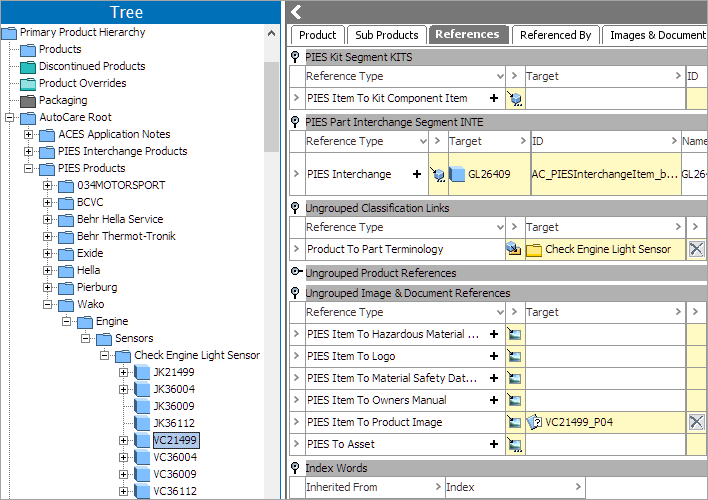 Tree
Primary Product Hierarchy
Products
Discontinued Products
Product Overrides
Packaging
AutoCare Root
ACES Application Notes
PIES Interchange Products
PIES Products
034MOTORSPORT
BCVC
Behr Hella Service
Behr Thermot-Tronik
Exide
Hella
Pierburg
Wako
Engine
Sensors
Check Engine Light Sensor
JK21499
JK36004
JK36009
JK36112
VC21499
VC36004
VC36009
VC36112
Product Sub Products References Referenced By Images & Document
PIES Kit Segment KITS
Reference Type > Target > ID
PIES Item To Kit Component Item +
PIES Part Interchange Segment INTE
Reference Type > Target > ID Name
PIES Interchange + GL26409 AC_PIESInterchangeItem_b... GL26
Ungrouped Classification Links
Reference Type > Target >
Product To Part Terminology Check Engine Light Sensor
Ungrouped Product References
Ungrouped Image & Document References
Reference Type > Target >
PIES Item To Hazardous Material ... +
PIES Item To Logo +
PIES Item To Material Safety Dat... +
PIES Item To Owners Manual +
PIES Item To Product Image + VC21499_P04
PIES To Asset +
Index Words
Inherited From > Index >